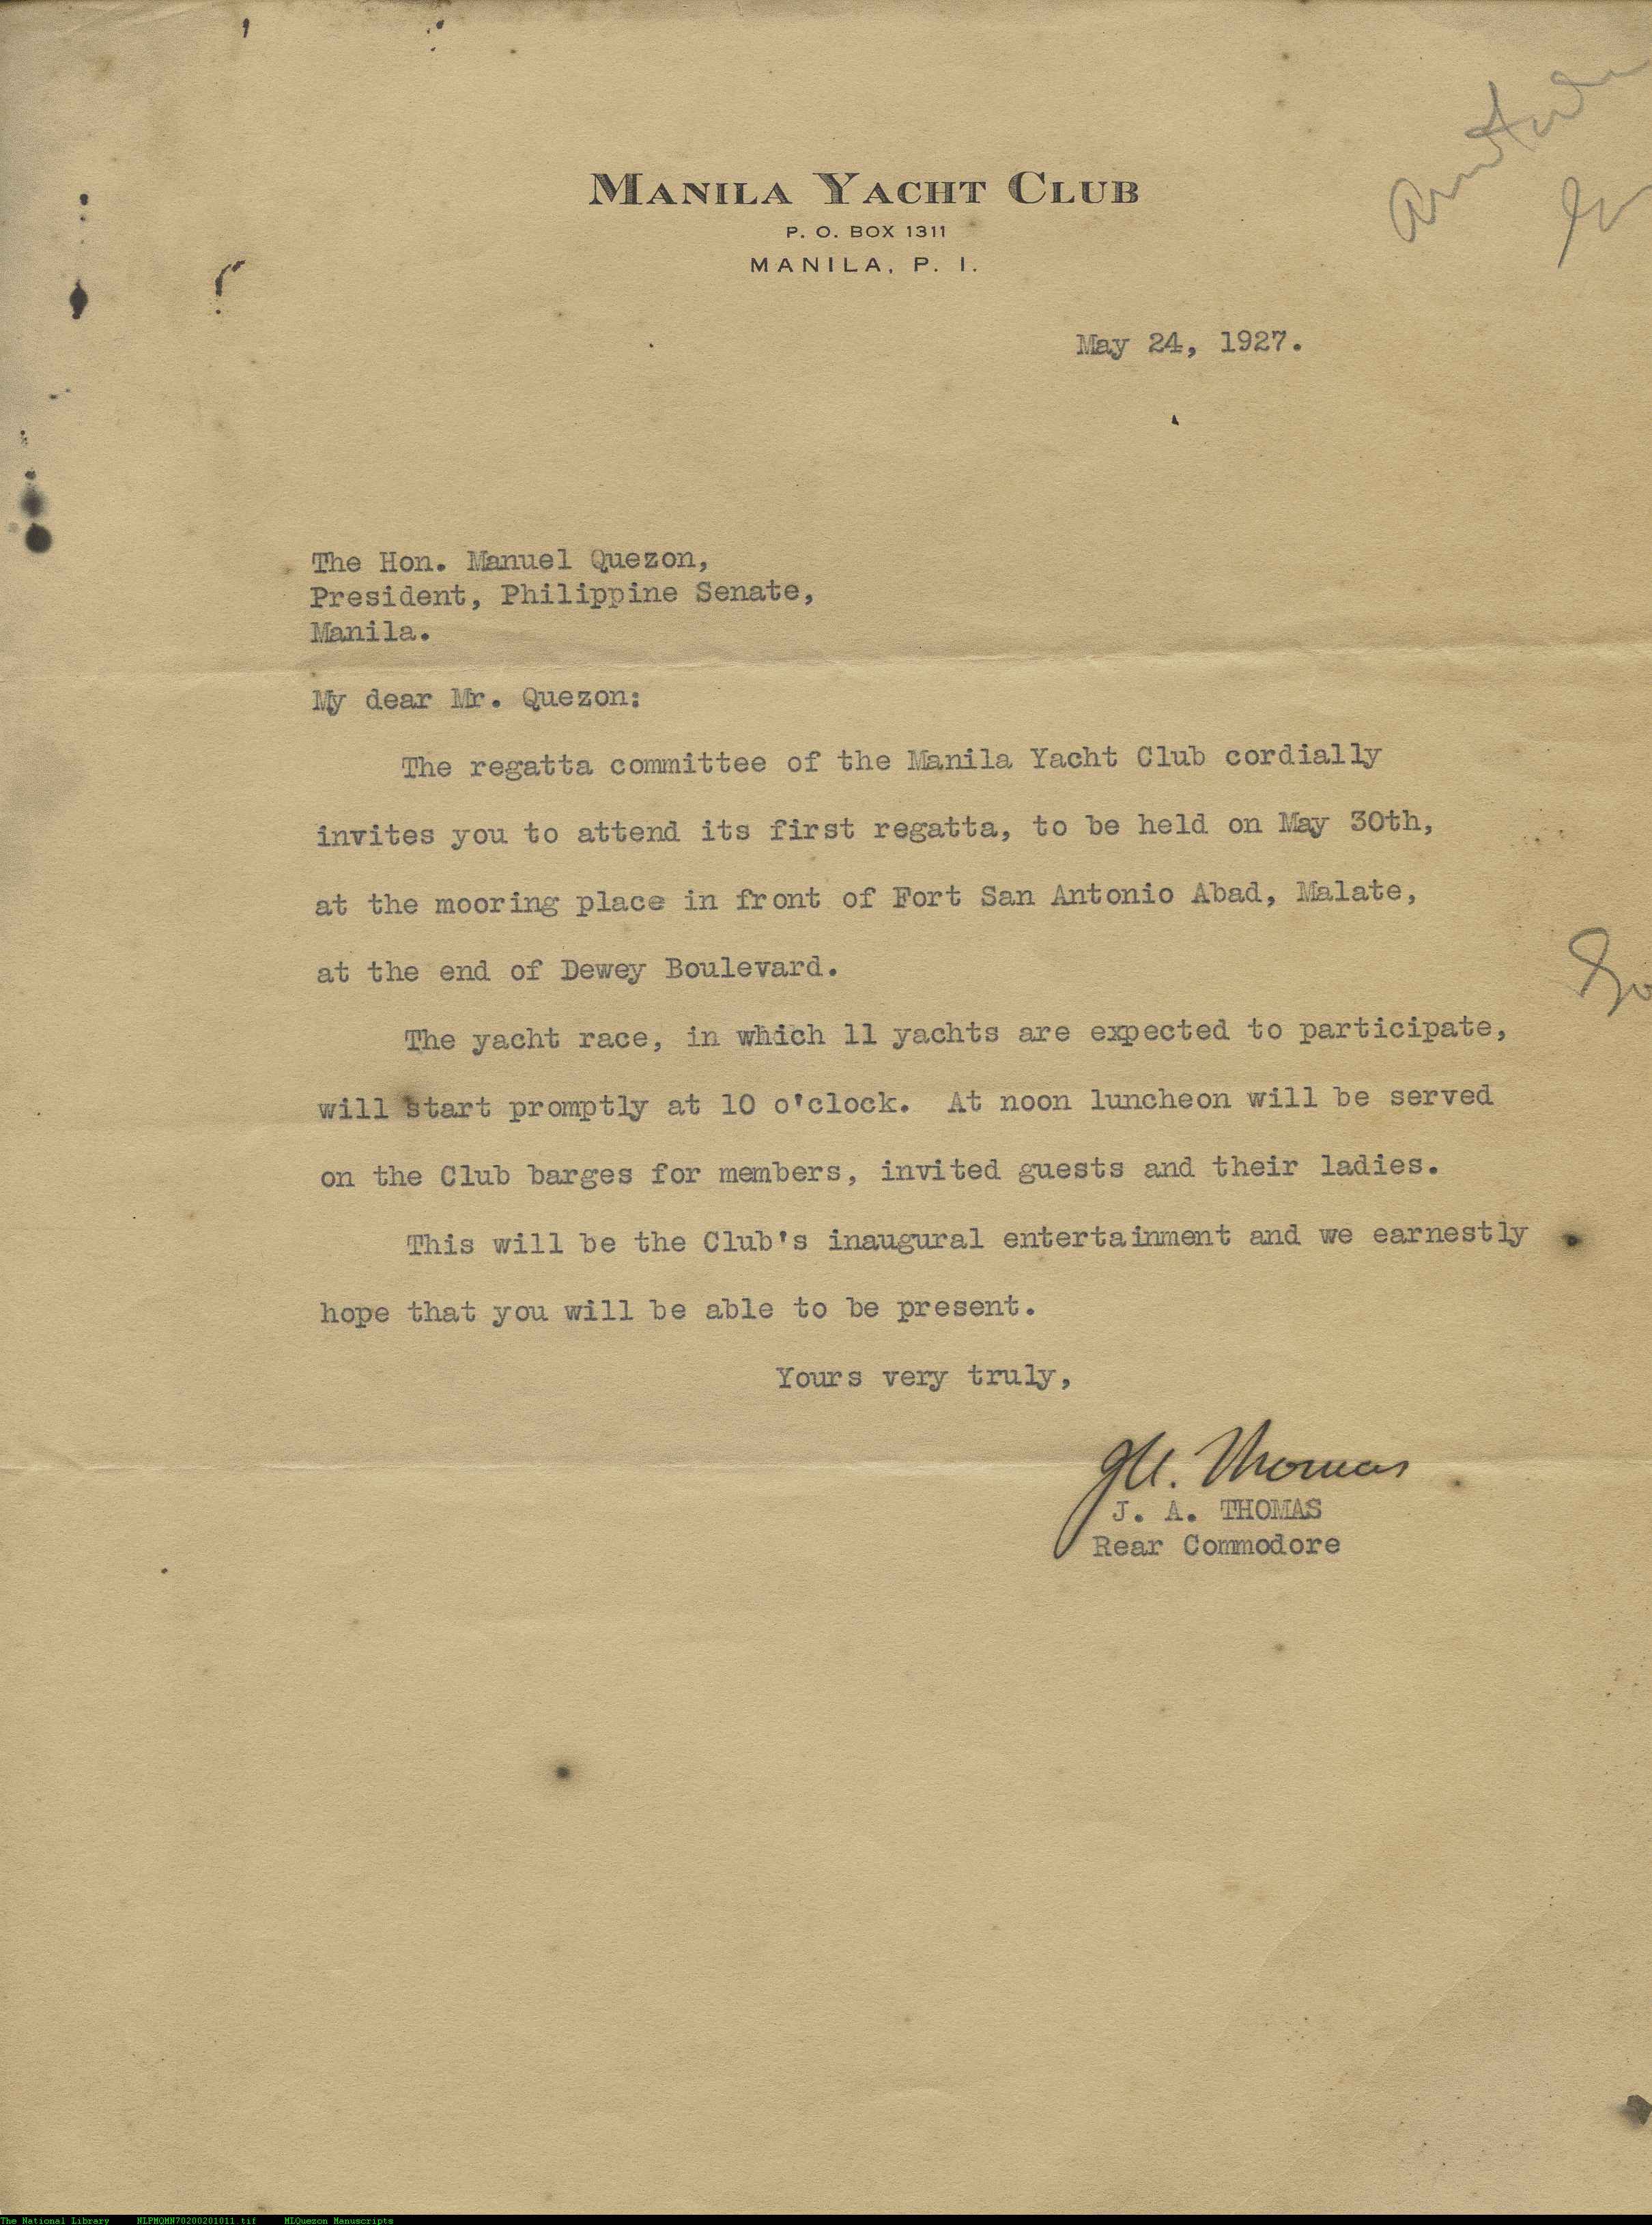 MANILA YACHT CLUB
P. O. BOX 1311
MANILA, P. I.
May 24, 1927.
The Hon. Manuel Quezon,
President, Philippine Senate,
Manila.
My dear Mr. Quezon:
The regatta committee of the Manila Yacht Club cordially
invites you to attend its first regatta, to be held on May 30th,
at the mooring place in front of Fort San Antonio Abad, Malate,
at the end of Dewey Boulevard.
The yacht race, in which 11 yachts are expected to participate,
will start promptly at 10 o'clock. At noon luncheon will be served
on the Club barges for members, invited guests and their ladies.
This will be the Club's inaugural entertainment and we earnestly
hope that you will be able to be present.
Yours very truly,
J.A. Thomas
J. A. THOMAS
Rear Commodore
The National Library NLPMQMN70200201011.tif MLQuezon Manuscripts